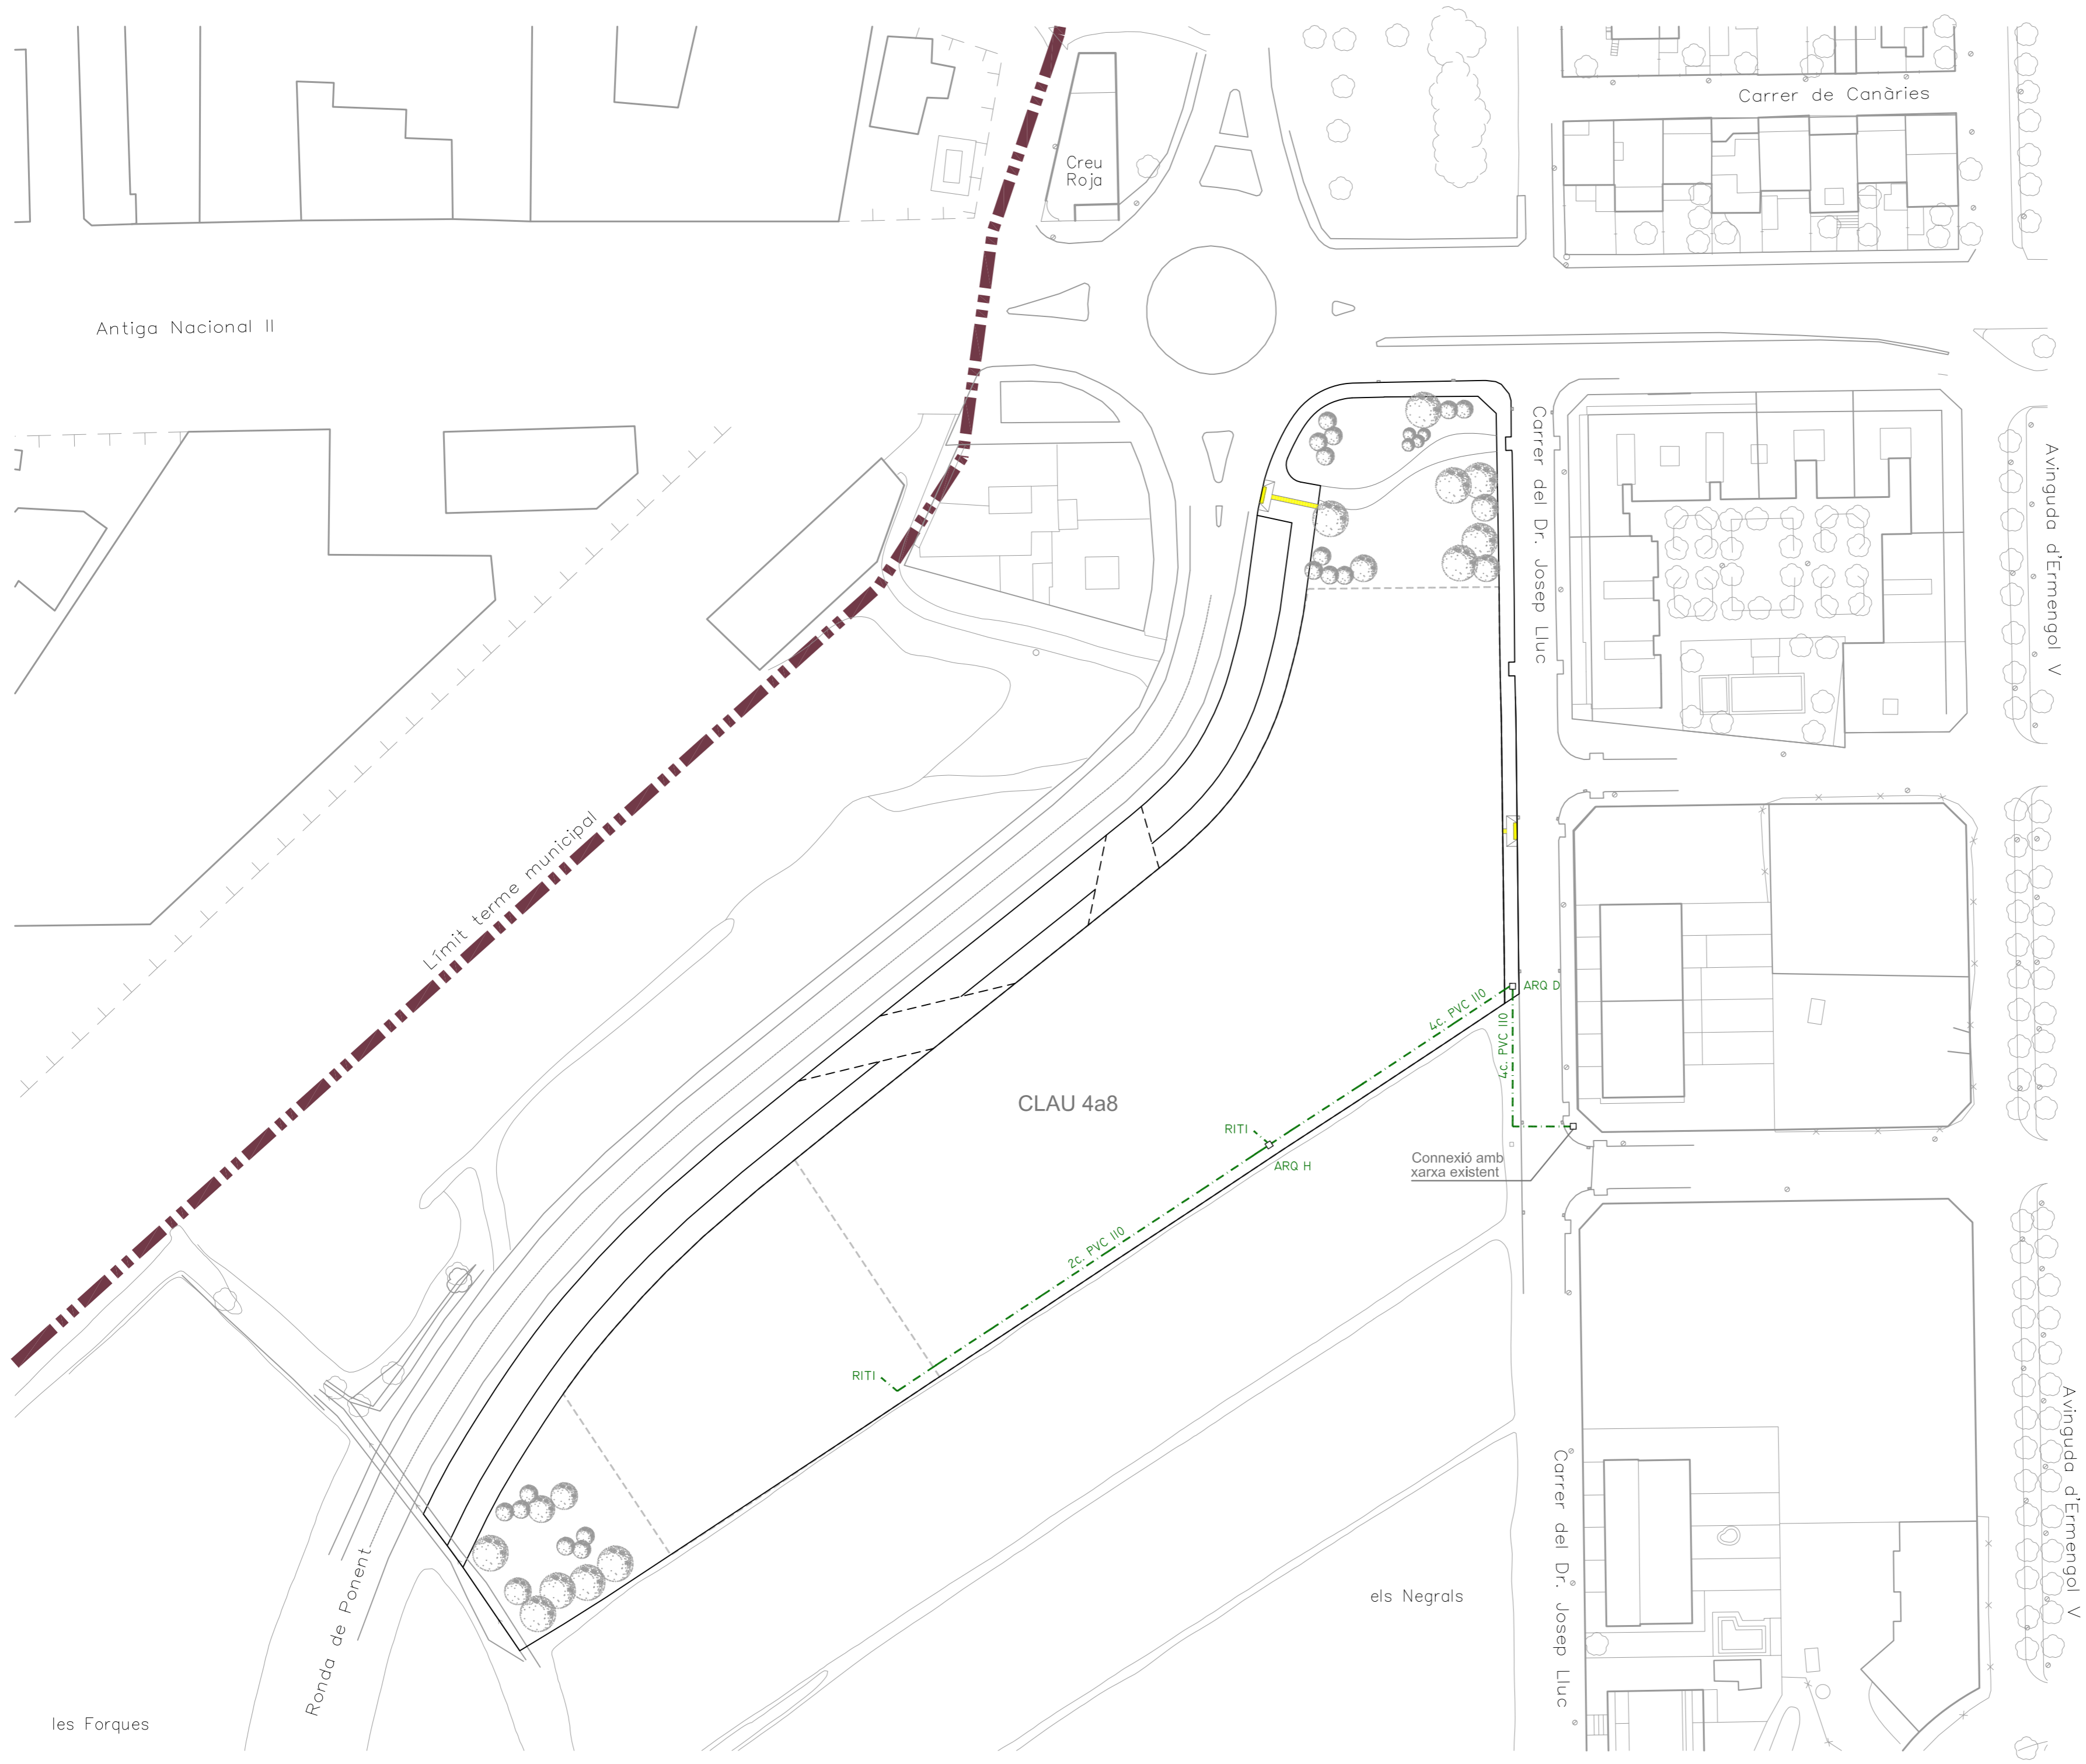 Carrer de Canàries
Creu
Roja
Antiga Nacional II
Carrer del Dr. Josep Lluc
Avinguda d'Ermengol V
Límit terme municipal
4c. PVC 110
ARQ D
4c. PVC 110
CLAU 4a8
RITI
ARQ H
Connexió amb
xarxa existent
2c. PVC 110
RITI
Avinguda d'Ermengol V
Carrer del Dr. Josep Lluc
Ronda de Ponent
els Negrals
les Forques